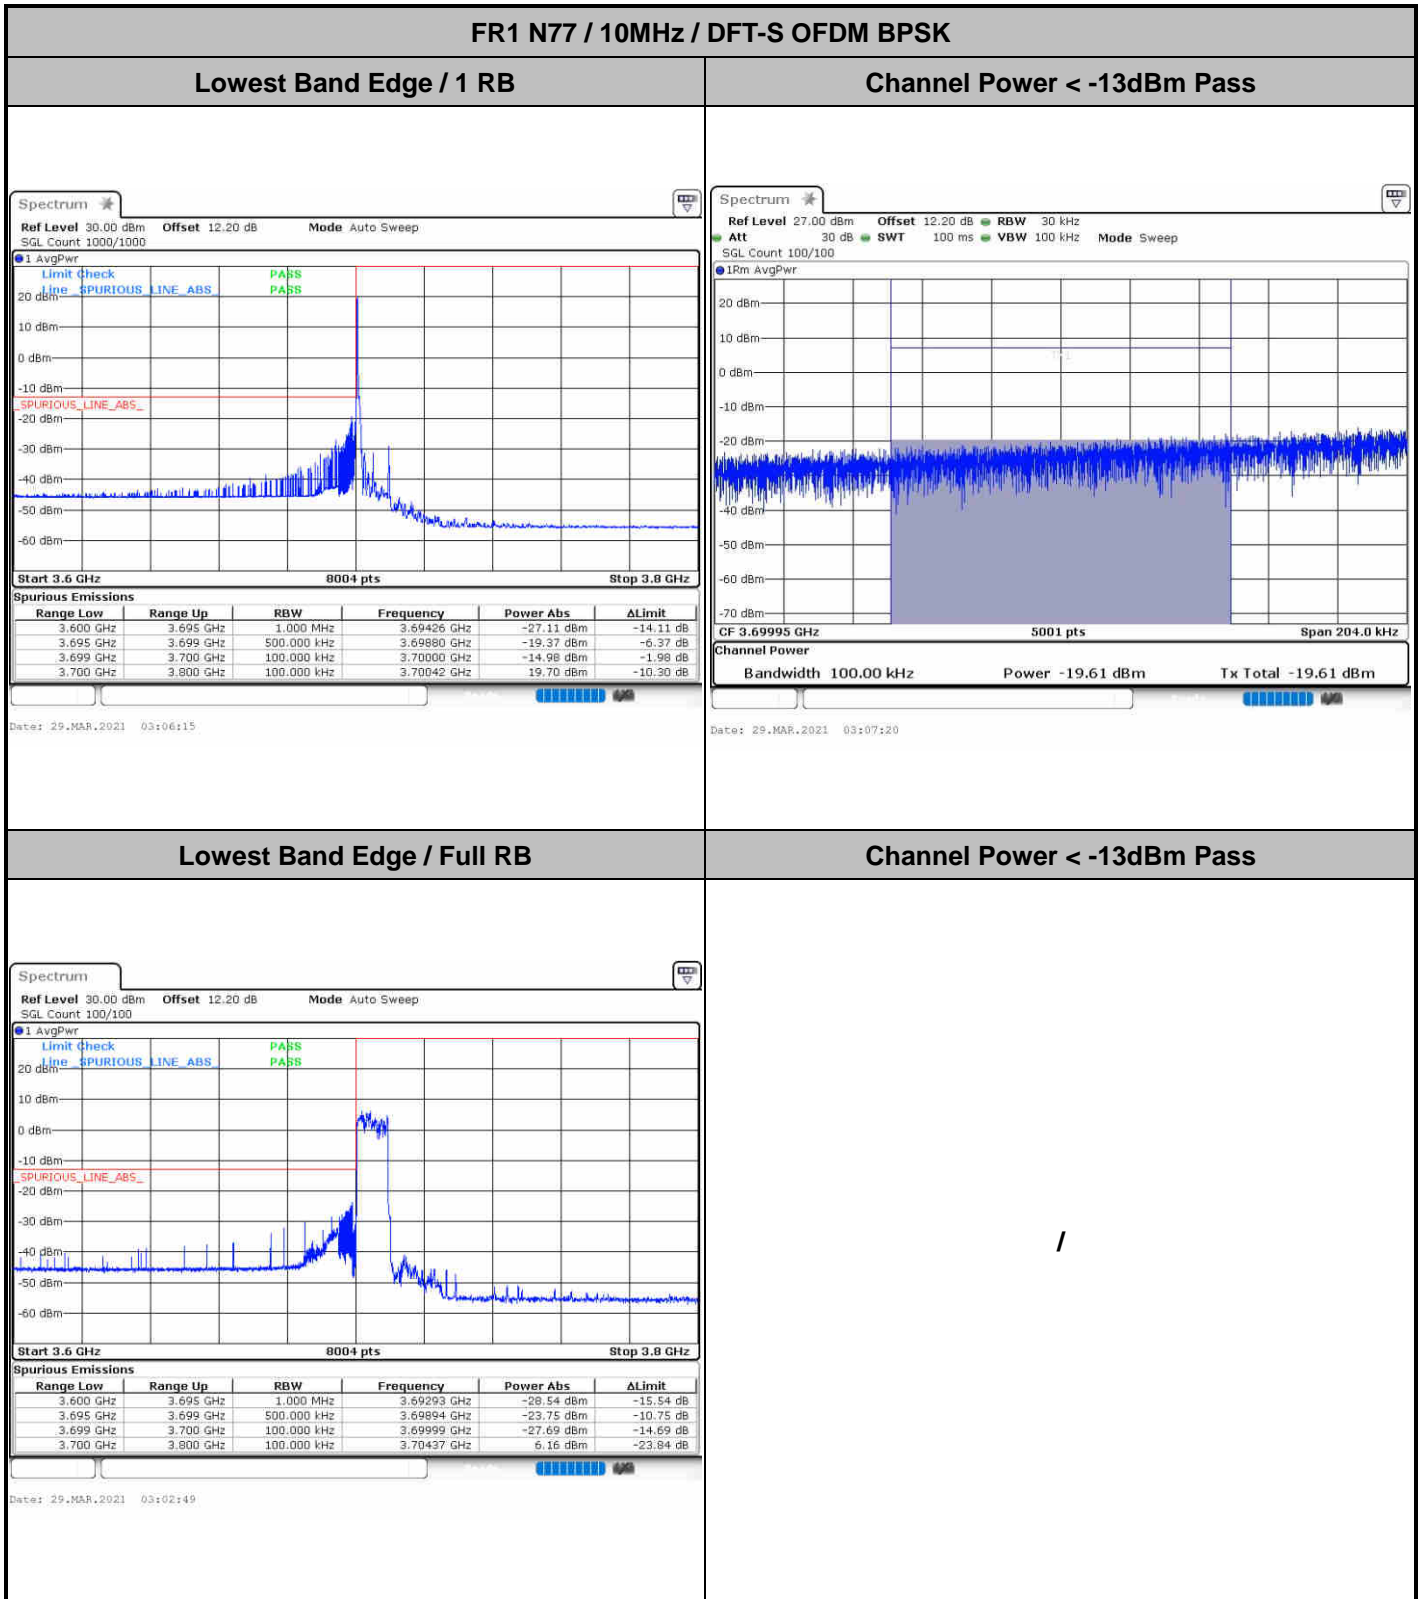 FR1 N77 / 10MHz / DFT-S OFDM BPSK
Lowest Band Edge / 1 RB
Channel Power < -13dBm Pass
Spectrum
Ref Level 30.00 dBm Offset 12.20 dB Mode Auto Sweep
SGL Count 1000/1000
1 AvgPwr
Limit Check PASS
Line _SPURIOUS_LINE_ABS_ PASS
20 dBm
10 dBm
0 dBm
-10 dBm
_SPURIOUS_LINE_ABS_
-20 dBm
-30 dBm
-40 dBm
-50 dBm
-60 dBm
Start 3.6 GHz 8004 pts Stop 3.8 GHz
Spurious Emissions
Range Low Range Up RBW Frequency Power Abs ΔLimit
3.600 GHz 3.695 GHz 1.000 MHz 3.69426 GHz -27.11 dBm -14.11 dB
3.695 GHz 3.699 GHz 500.000 kHz 3.69880 GHz -19.37 dBm -6.37 dB
3.699 GHz 3.700 GHz 100.000 kHz 3.70000 GHz -14.98 dBm -1.98 dB
3.700 GHz 3.800 GHz 100.000 kHz 3.70042 GHz 19.70 dBm -10.30 dB
Date: 29.MAR.2021 03:06:15
Spectrum
Ref Level 27.00 dBm Offset 12.20 dB RBW 30 kHz
Att 30 dB SWT 100 ms VBW 100 kHz Mode Sweep
SGL Count 100/100
1Rm AvgPwr
20 dBm
10 dBm
0 dBm
-10 dBm
-20 dBm
-40 dBm
-50 dBm
-60 dBm
-70 dBm
CF 3.69995 GHz 5001 pts Span 204.0 kHz
Channel Power
Bandwidth 100.00 kHz Power -19.61 dBm Tx Total -19.61 dBm
Date: 29.MAR.2021 03:07:20
Lowest Band Edge / Full RB
Channel Power < -13dBm Pass
Spectrum
Ref Level 30.00 dBm Offset 12.20 dB Mode Auto Sweep
SGL Count 100/100
1 AvgPwr
Limit Check PASS
Line _SPURIOUS_LINE_ABS_ PASS
20 dBm
10 dBm
0 dBm
-10 dBm
_SPURIOUS_LINE_ABS_
-20 dBm
-30 dBm
-40 dBm
-50 dBm
-60 dBm
Start 3.6 GHz 8004 pts Stop 3.8 GHz
Spurious Emissions
Range Low Range Up RBW Frequency Power Abs ΔLimit
3.600 GHz 3.695 GHz 1.000 MHz 3.69293 GHz -28.54 dBm -15.54 dB
3.695 GHz 3.699 GHz 500.000 kHz 3.69894 GHz -23.75 dBm -10.75 dB
3.699 GHz 3.700 GHz 100.000 kHz 3.69999 GHz -27.69 dBm -14.69 dB
3.700 GHz 3.800 GHz 100.000 kHz 3.70437 GHz 6.16 dBm -23.84 dB
Date: 29.MAR.2021 03:02:49
/